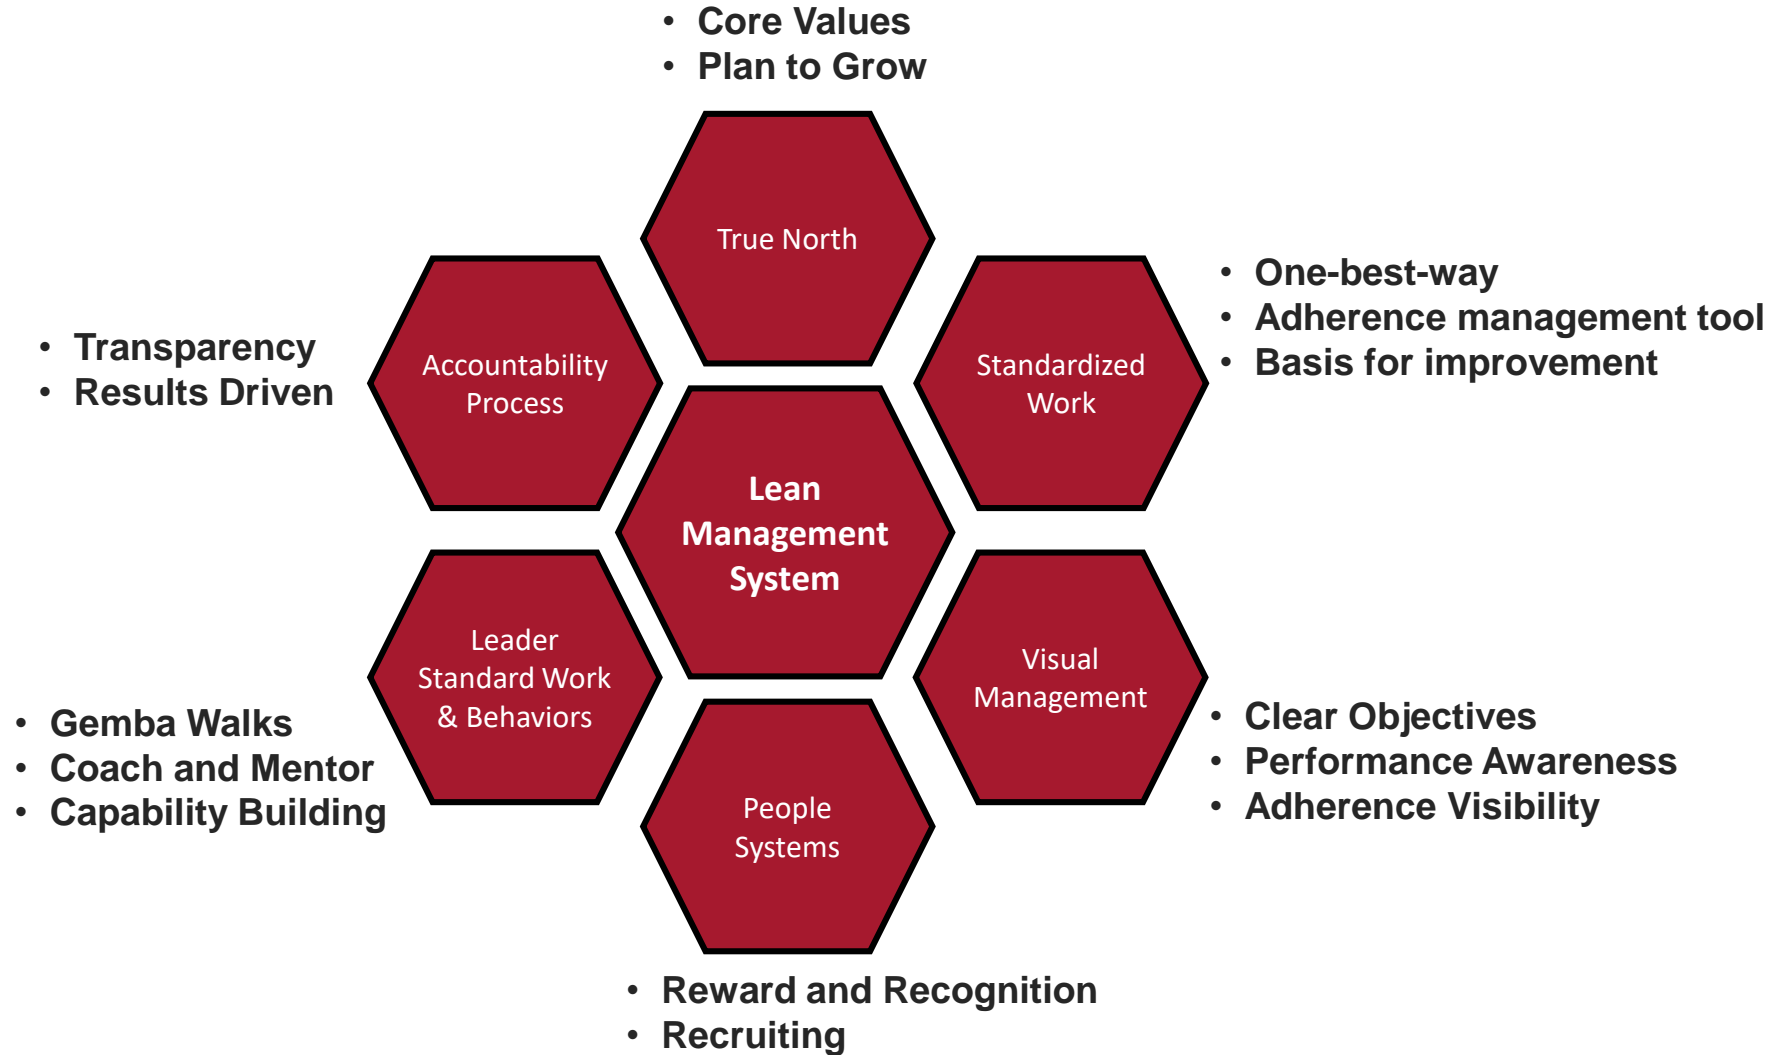 • Core Values
• Plan to Grow
True North
• One-best-way
• Adherence management tool
• Basis for improvement
Standardized
Work
• Transparency
• Results Driven
Accountability
Process
Lean
Management
System
Leader
Standard Work
& Behaviors
Visual
Management
• Gemba Walks
• Coach and Mentor
• Capability Building
• Clear Objectives
• Performance Awareness
• Adherence Visibility
People
Systems
• Reward and Recognition
• Recruiting